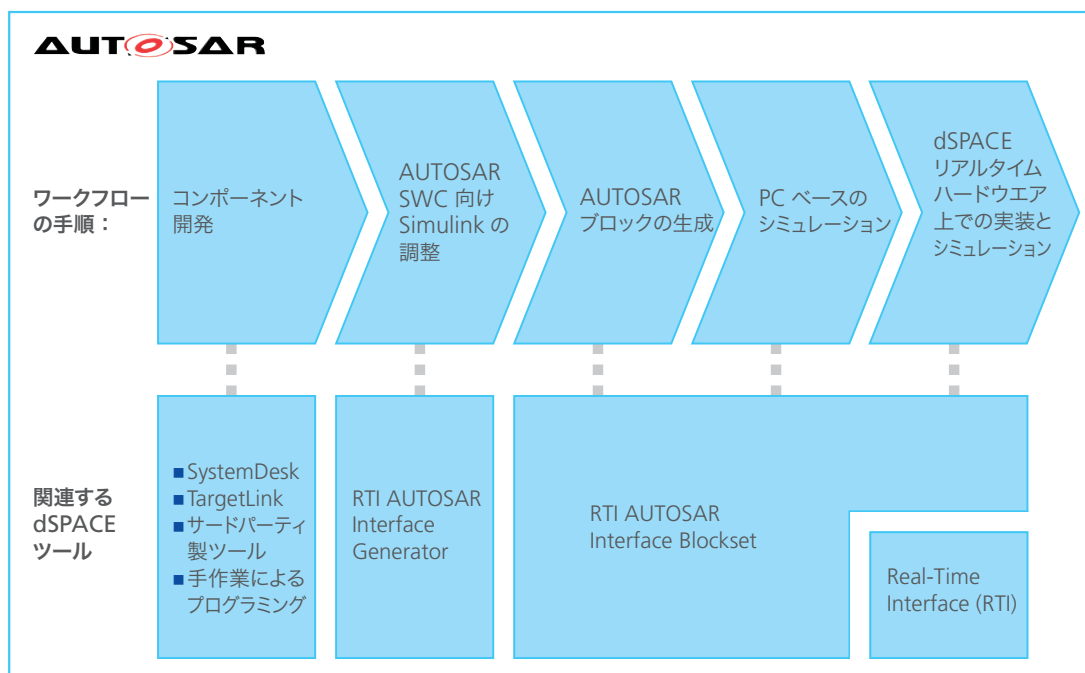 AUTOSAR
ワークフロー
の手順：
コンポーネント
開発
AUTOSAR
SWC 向け
Simulink の
調整
AUTOSAR
ブロックの生成
PC ベースの
シミュレーション
dSPACE
リアルタイム
ハードウエア
上での実装と
シミュレーション
関連する
dSPACE
ツール
■SystemDesk
■TargetLink
■サードパーティ
製ツール
■手作業による
プログラミング
RTI AUTOSAR
Interface
Generator
RTI AUTOSAR
Interface Blockset
Real-Time
Interface (RTI)